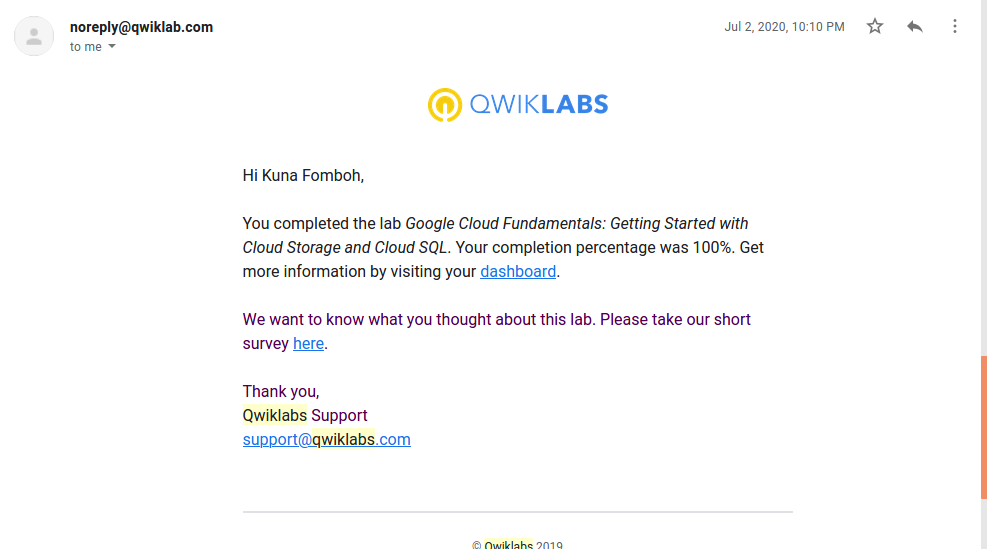 noreply@qwiklab.com
Jul 2, 2020, 10:10 PM
to me
QWIKLABS
Hi Kuna Fomboh,
You completed the lab Google Cloud Fundamentals: Getting Started with
Cloud Storage and Cloud SQL. Your completion percentage was 100%. Get
more information by visiting your dashboard.
We want to know what you thought about this lab. Please take our short
survey here.
Thank you,
Qwiklabs Support
support@qwiklabs.com
© Qwiklabs 2019